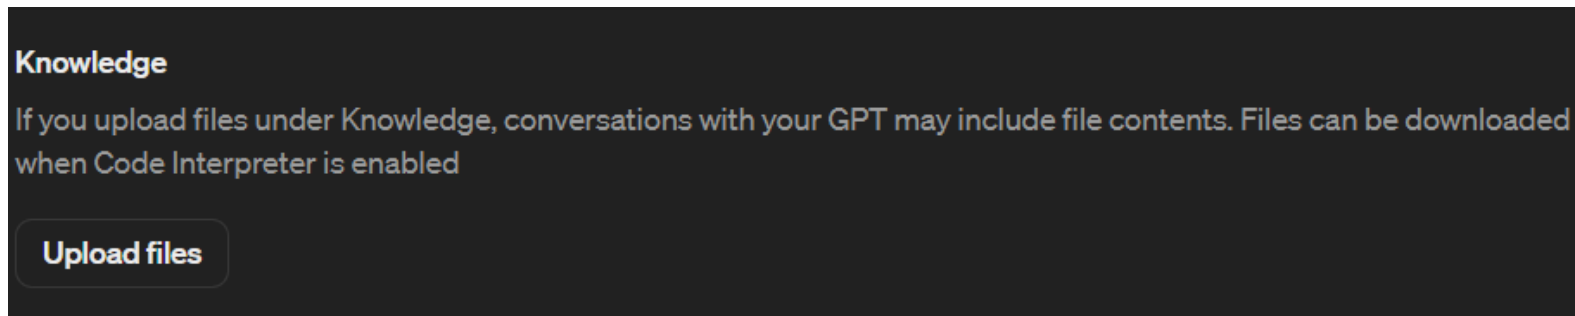 Knowledge
If you upload files under Knowledge, conversations with your GPT may include file contents. Files can be downloaded
when Code Interpreter is enabled
Upload files